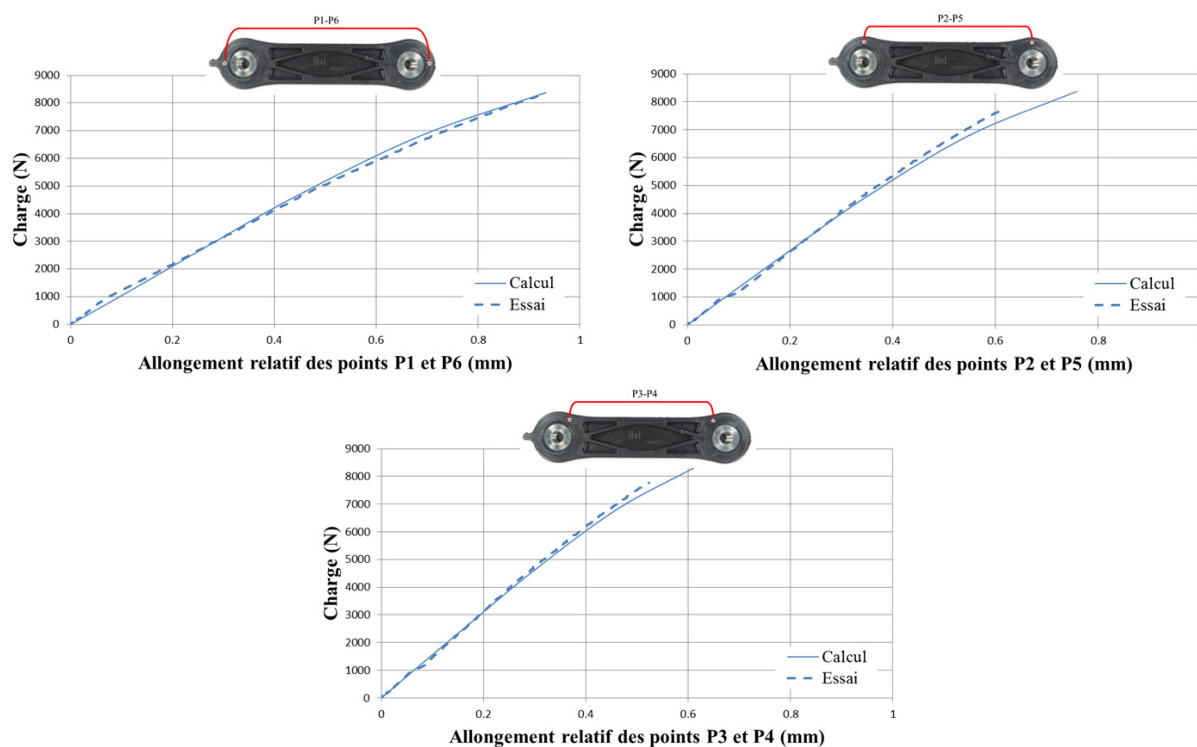 P1-P6
9000
8000
7000
6000
5000
4000
3000
2000
1000
0
Charge (N)
Calcul
Essai
0 0.2 0.4 0.6 0.8 1
Allongement relatif des points P1 et P6 (mm)
P2-P5
9000
8000
7000
6000
5000
4000
3000
2000
1000
0
Charge (N)
Calcul
Essai
0 0.2 0.4 0.6 0.8
Allongement relatif des points P2 et P5 (mm)
P3-P4
9000
8000
7000
6000
5000
4000
3000
2000
1000
0
Charge (N)
Calcul
Essai
0 0.2 0.4 0.6 0.8 1
Allongement relatif des points P3 et P4 (mm)